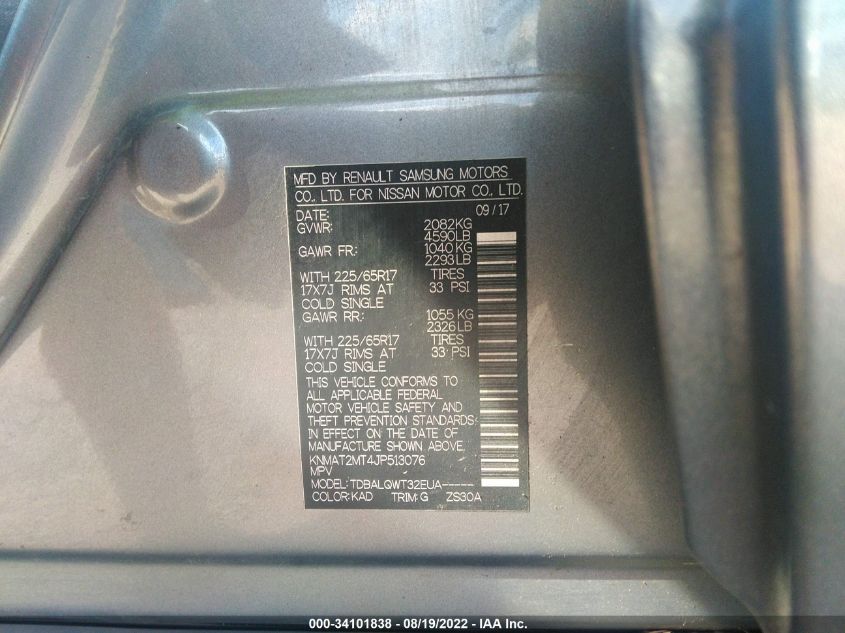 MFD BY RENAULT SAMSUNG MOTORS
CO., LTD. FOR NISSAN MOTOR CO., LTD.
DATE: 09/17
GVWR: 2082KG
4590LB
GAWR FR.: 1040 KG
2293LB
WITH 225/65R17 TIRES
17X7J RIMS AT 33 PSI
COLD SINGLE
GAWR RR.: 1055 KG
2326LB
WITH 225/65R17 TIRES
17X7J RIMS AT 33 PSI
COLD SINGLE
THIS VEHICLE CONFORMS TO
ALL APPLICABLE FEDERAL
MOTOR VEHICLE SAFETY AND
THEFT PREVENTION STANDARDS
IN EFFECT ON THE DATE OF
MANUFACTURE SHOWN ABOVE.
KNMAT2MT4JP513076
MPV
MODEL: TDBALQWT32EUA-----
COLOR: KAD TRIM: G ZS30A
000-34101838 - 08/19/2022 - IAA Inc.